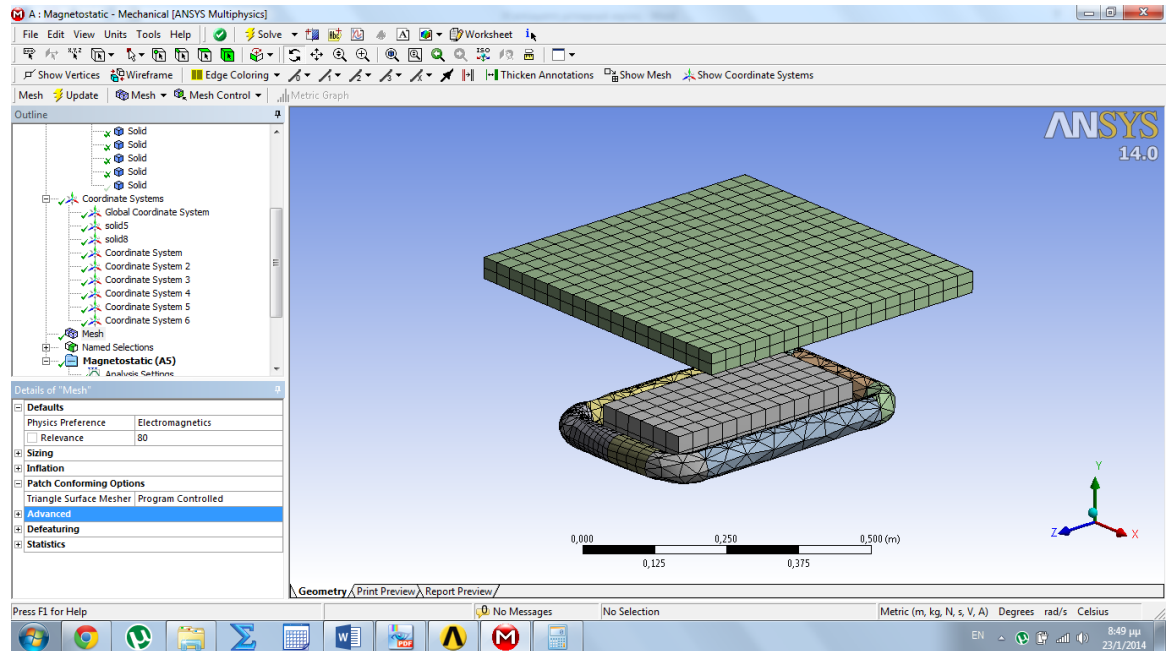 A : Magnetostatic - Mechanical [ANSYS Multiphysics]
File Edit View Units Tools Help Solve Worksheet
Show Vertices Wireframe Edge Coloring Thicken Annotations Show Mesh Show Coordinate Systems
Mesh Update Mesh Mesh Control Metric Graph
Outline
Solid
Solid
Solid
Solid
Solid
Coordinate Systems
Global Coordinate System
solid5
solid8
Coordinate System
Coordinate System 2
Coordinate System 3
Coordinate System 4
Coordinate System 5
Coordinate System 6
Mesh
Named Selections
Magnetostatic (A5)
Analysis Settings
Details of "Mesh"
Defaults
Physics Preference Electromagnetics
Relevance 80
Sizing
Inflation
Patch Conforming Options
Triangle Surface Mesher Program Controlled
Advanced
Defeaturing
Statistics
ANSYS
14.0
Y
Z X
0,000 0,250 0,500 (m)
0,125 0,375
Geometry Print Preview Report Preview
Press F1 for Help No Messages No Selection Metric (m, kg, N, s, V, A) Degrees rad/s Celsius
EN 8:49 μμ
23/1/2014